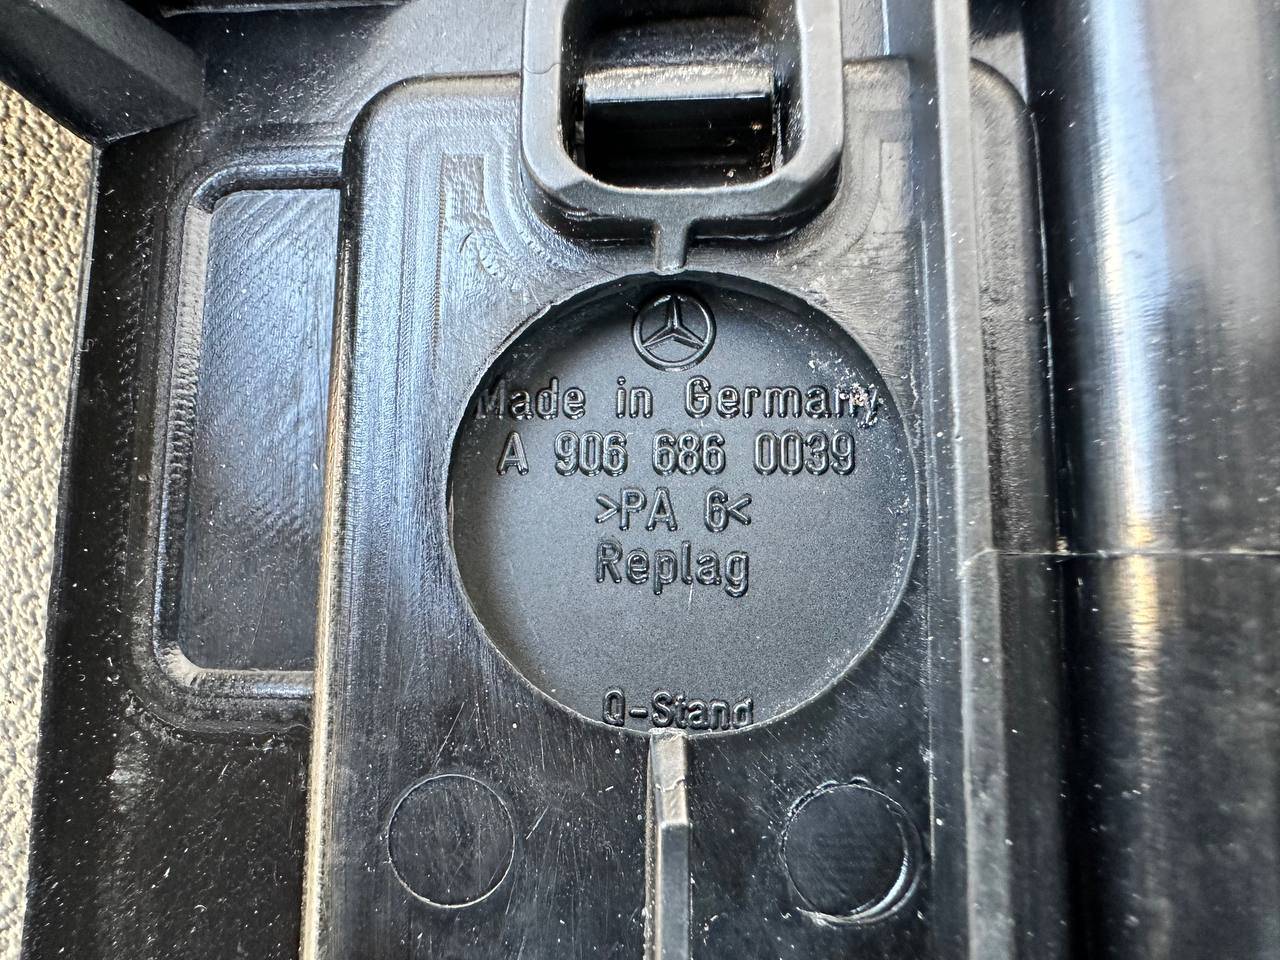 Made in Germany
A 906 686 0039
>PA 6<
Replag
Q-Stand